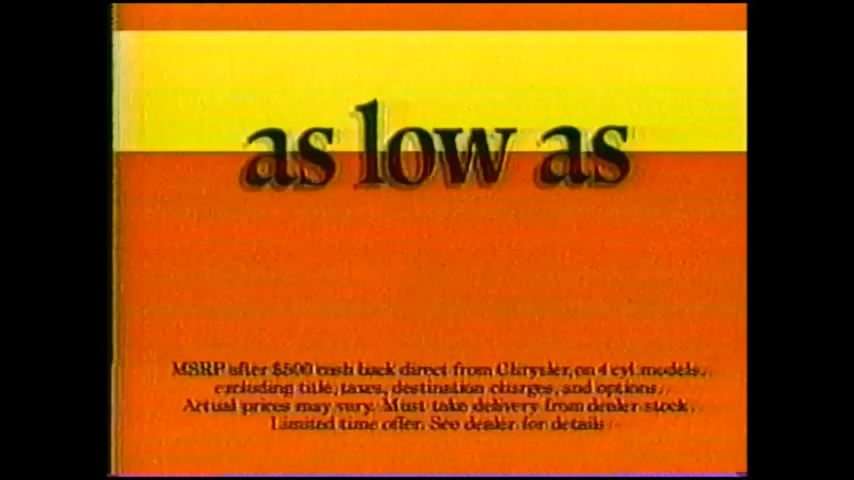 as low as
MSRP after $500 cash back direct from Chrysler, on 4 cyl. models,
excluding title, taxes, destination charges, and options.
Actual prices may vary. Must take delivery from dealer stock.
Limited time offer. See dealer for details